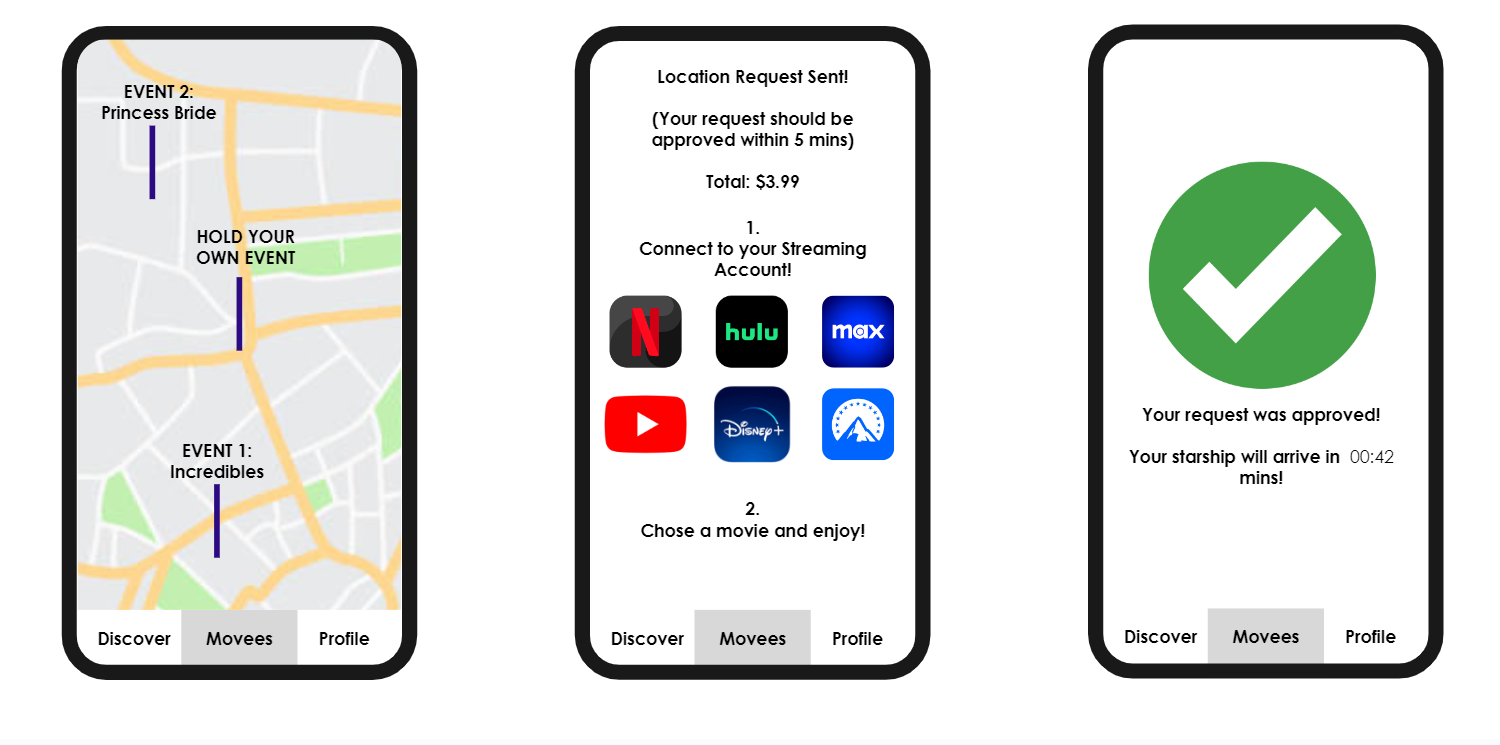 EVENT 2:
Princess Bride
HOLD YOUR
OWN EVENT
EVENT 1:
Incredibles
Discover Movees Profile
Location Request Sent!
(Your request should be
approved within 5 mins)
Total: $3.99
1.
Connect to your Streaming
Account!
N hulu max
Disney+
2.
Chose a movie and enjoy!
Discover Movees Profile
Your request was approved!
Your starship will arrive in 00:42
mins!
Discover Movees Profile